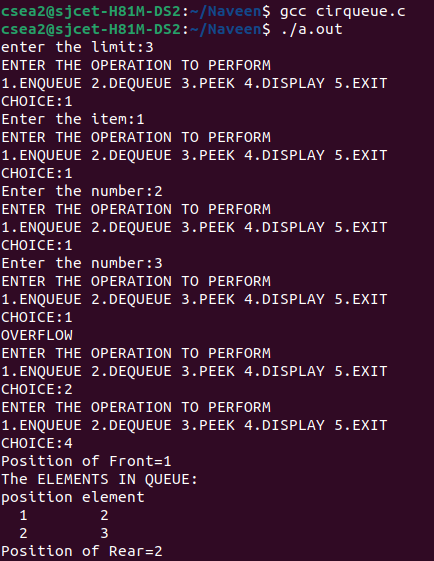 csea2@sjcet-H81M-DS2:~/Naveen$ gcc cirqueue.c
csea2@sjcet-H81M-DS2:~/Naveen$ ./a.out
enter the limit:3
ENTER THE OPERATION TO PERFORM
1.ENQUEUE 2.DEQUEUE 3.PEEK 4.DISPLAY 5.EXIT
CHOICE:1
Enter the item:1
ENTER THE OPERATION TO PERFORM
1.ENQUEUE 2.DEQUEUE 3.PEEK 4.DISPLAY 5.EXIT
CHOICE:1
Enter the number:2
ENTER THE OPERATION TO PERFORM
1.ENQUEUE 2.DEQUEUE 3.PEEK 4.DISPLAY 5.EXIT
CHOICE:1
Enter the number:3
ENTER THE OPERATION TO PERFORM
1.ENQUEUE 2.DEQUEUE 3.PEEK 4.DISPLAY 5.EXIT
CHOICE:1
OVERFLOW
ENTER THE OPERATION TO PERFORM
1.ENQUEUE 2.DEQUEUE 3.PEEK 4.DISPLAY 5.EXIT
CHOICE:2
ENTER THE OPERATION TO PERFORM
1.ENQUEUE 2.DEQUEUE 3.PEEK 4.DISPLAY 5.EXIT
CHOICE:4
Position of Front=1
The ELEMENTS IN QUEUE:
position element
  1        2
  2        3
Position of Rear=2